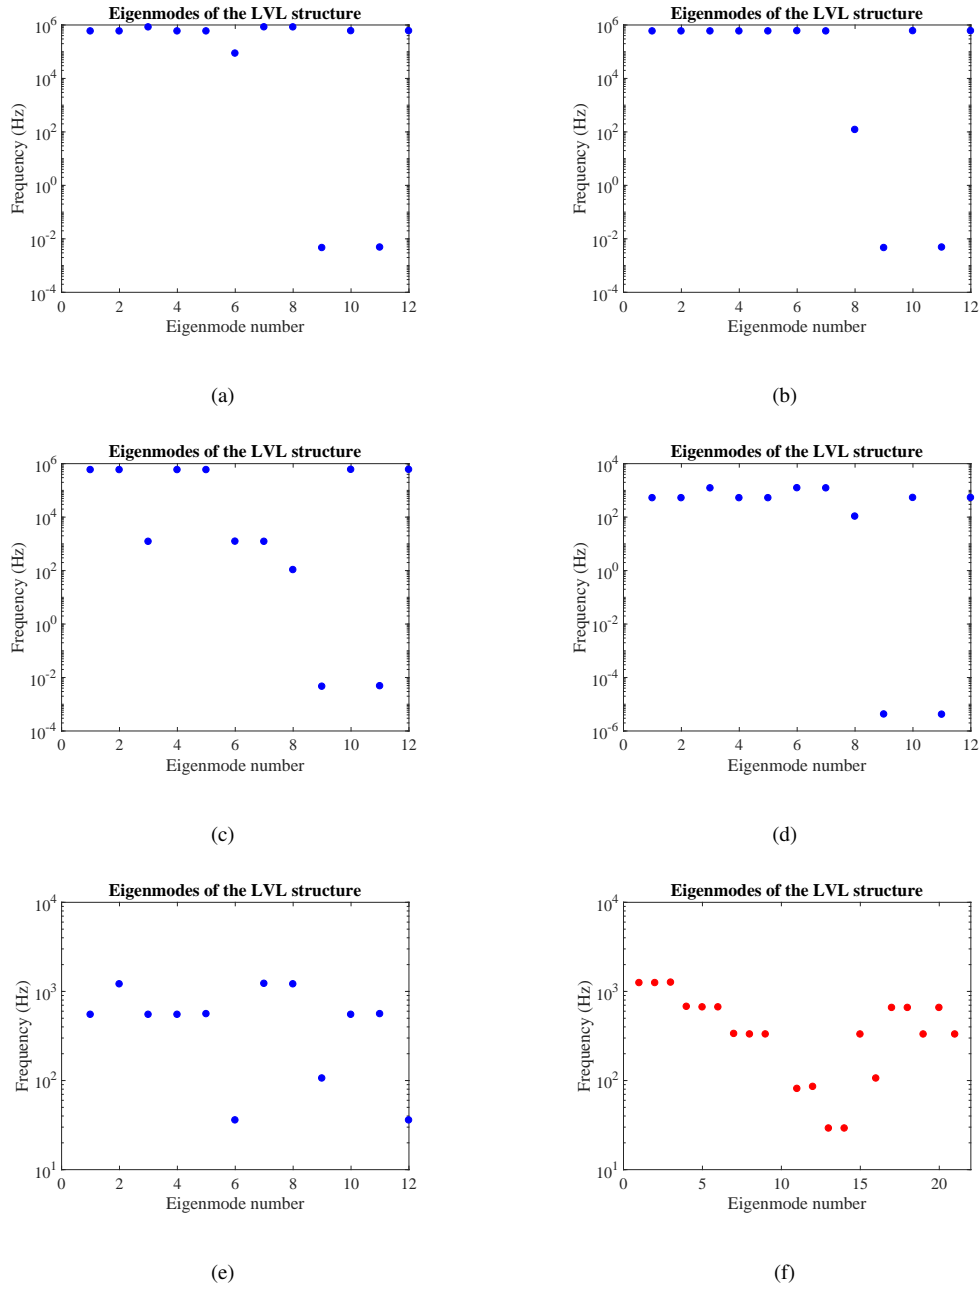 Eigenmodes of the LVL structure
10^6
10^4
10^2
10^0
10^-2
10^-4
Frequency (Hz)
0 2 4 6 8 10 12
Eigenmode number
(a)
Eigenmodes of the LVL structure
10^6
10^4
10^2
10^0
10^-2
10^-4
Frequency (Hz)
0 2 4 6 8 10 12
Eigenmode number
(b)
Eigenmodes of the LVL structure
10^6
10^4
10^2
10^0
10^-2
10^-4
Frequency (Hz)
0 2 4 6 8 10 12
Eigenmode number
(c)
Eigenmodes of the LVL structure
10^4
10^2
10^0
10^-2
10^-4
10^-6
Frequency (Hz)
0 2 4 6 8 10 12
Eigenmode number
(d)
Eigenmodes of the LVL structure
10^4
10^3
10^2
10^1
Frequency (Hz)
0 2 4 6 8 10 12
Eigenmode number
(e)
Eigenmodes of the LVL structure
10^4
10^3
10^2
10^1
Frequency (Hz)
0 5 10 15 20
Eigenmode number
(f)